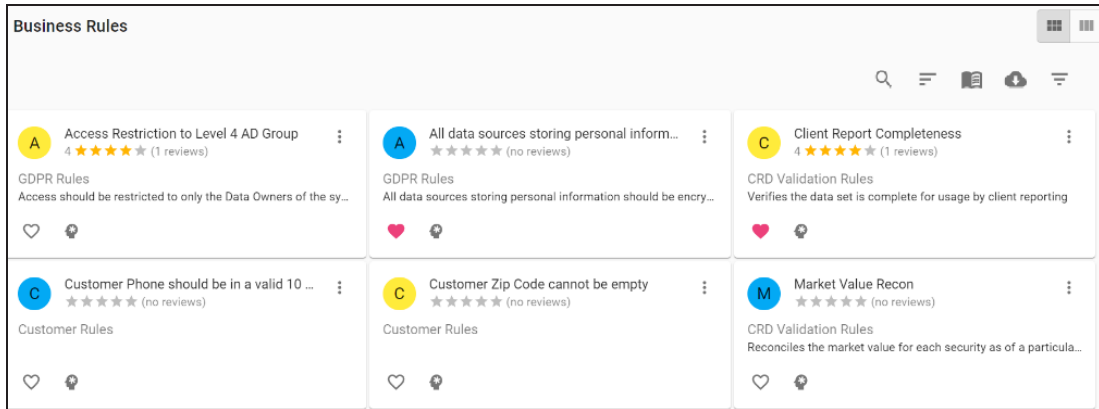 Business Rules
A
Access Restriction to Level 4 AD Group
4 (1 reviews)
GDPR Rules
Access should be restricted to only the Data Owners of the sy...
A
All data sources storing personal inform...
(no reviews)
GDPR Rules
All data sources storing personal information should be encry...
C
Client Report Completeness
4 (1 reviews)
CRD Validation Rules
Verifies the data set is complete for usage by client reporting
C
Customer Phone should be in a valid 10 ...
(no reviews)
Customer Rules
C
Customer Zip Code cannot be empty
(no reviews)
Customer Rules
M
Market Value Recon
(no reviews)
CRD Validation Rules
Reconciles the market value for each security as of a particula...